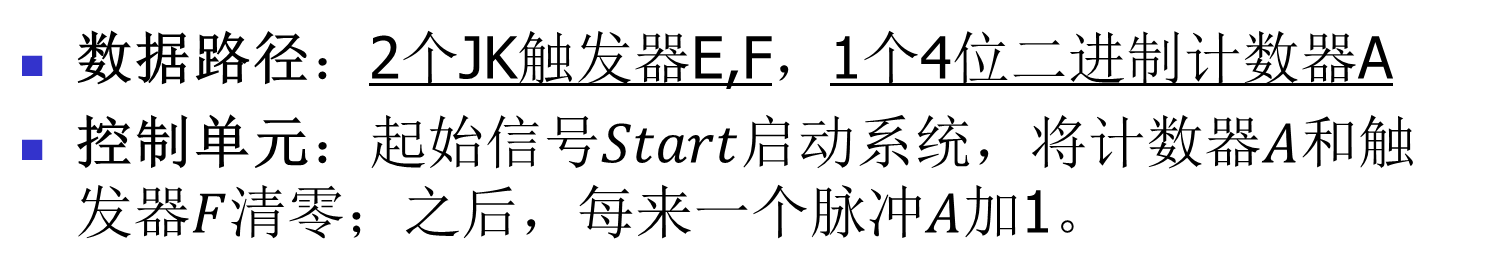 数据路径：2个JK触发器E,F，1个4位二进制计数器A
控制单元：起始信号Start启动系统，将计数器A和触
发器F清零；之后，每来一个脉冲A加1。